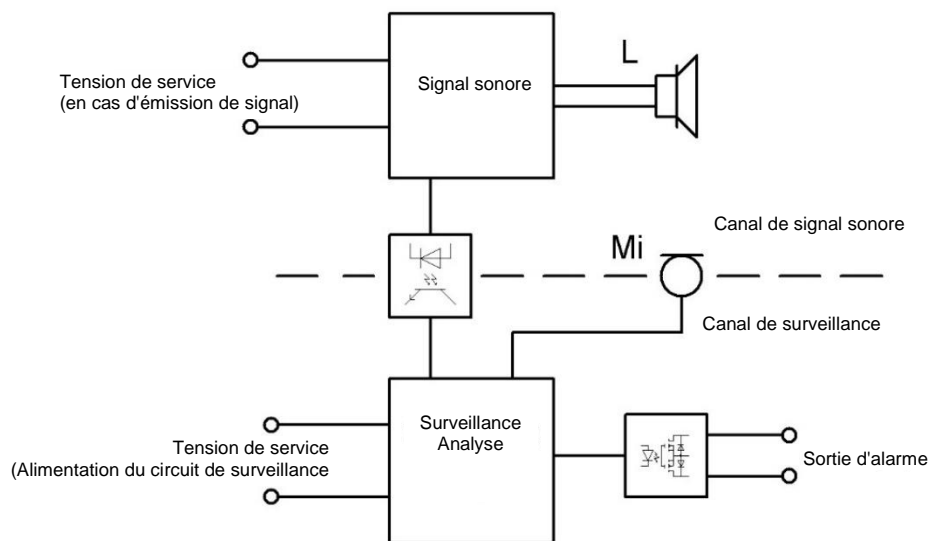 Tension de service
(en cas d'émission de signal)
Signal sonore
L
Canal de signal sonore
Mi
Canal de surveillance
Tension de service
(Alimentation du circuit de surveillance
Surveillance
Analyse
Sortie d'alarme